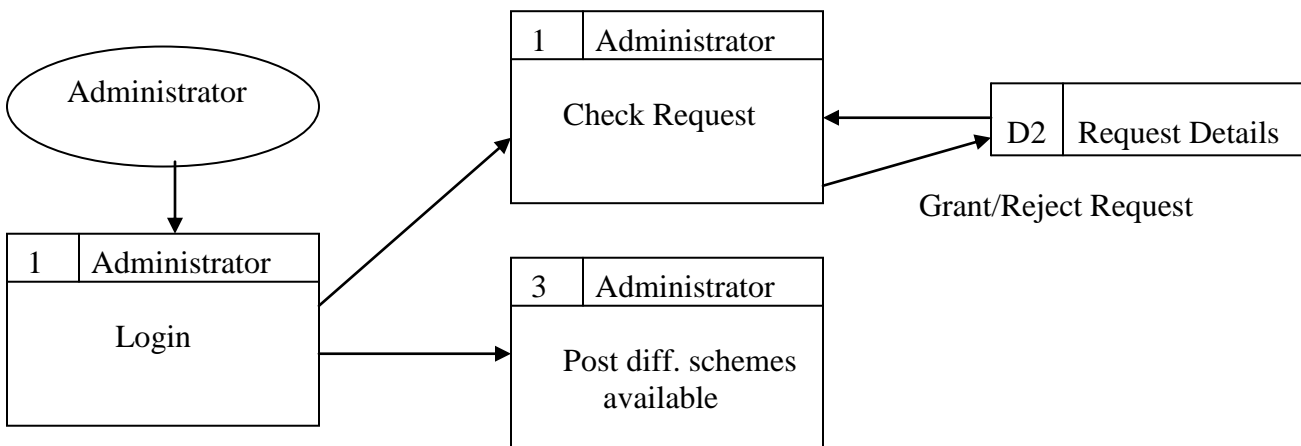 Administrator
1 Administrator
Login
1 Administrator
Check Request
D2 Request Details
Grant/Reject Request
3 Administrator
Post diff. schemes
available